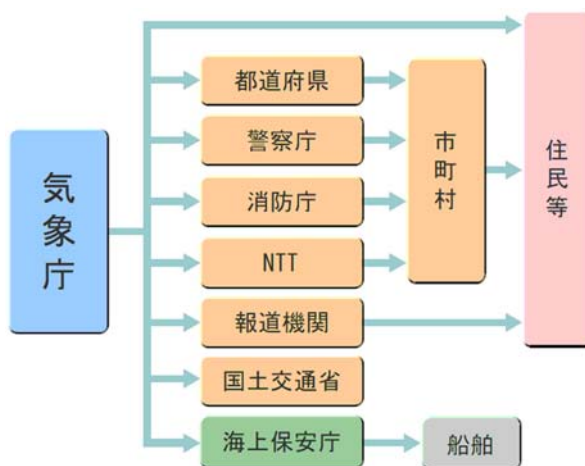 気象庁
都道府県
警察庁
消防庁
NTT
報道機関
国土交通省
海上保安庁
市町村
住民等
船舶